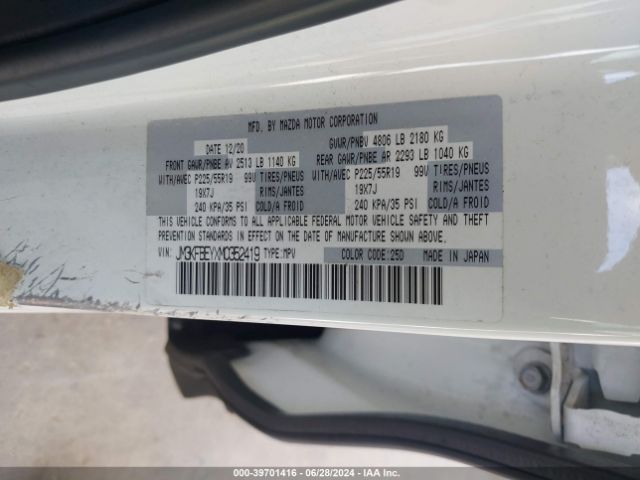 MFD. BY MAZDA MOTOR CORPORATION
DATE 12/20 GVWR/PNBV 4806 LB 2180 KG
FRONT GAWR/PNBE AV 2513 LB 1140 KG REAR GAWR/PNBE AR 2293 LB 1040 KG
WITH/AVEC P225/55R19 99V TIRES/PNEUS WITH/AVEC P225/55R19 99V TIRES/PNEUS
19X7J RIMS/JANTES 19X7J RIMS/JANTES
240 KPA/35 PSI COLD/A FROID 240 KPA/35 PSI COLD/A FROID
THIS VEHICLE CONFORMS TO ALL APPLICABLE FEDERAL MOTOR VEHICLE SAFETY AND THEFT
PREVENTION STANDARDS IN EFFECT ON THE DATE OF MANUFACTURE SHOWN ABOVE.
VIN: JM3KFBEYXM0352419 TYPE:MPV COLOR CODE:25D MADE IN JAPAN
000-39701416 - 06/28/2024 - IAA Inc.